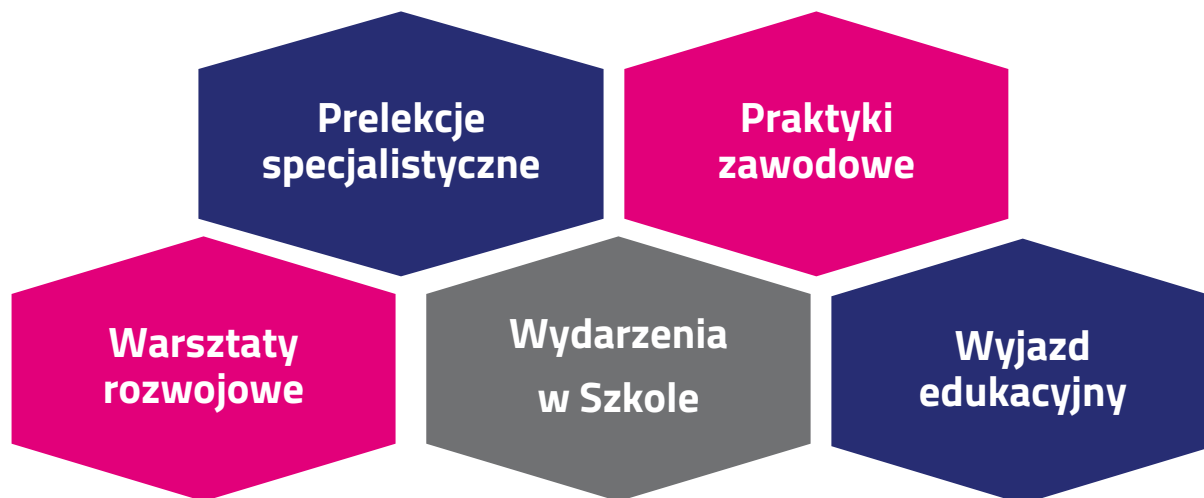 Prelekcje
specjalistyczne
Praktyki
zawodowe
Warsztaty
rozwojowe
Wydarzenia
w Szkole
Wyjazd
edukacyjny